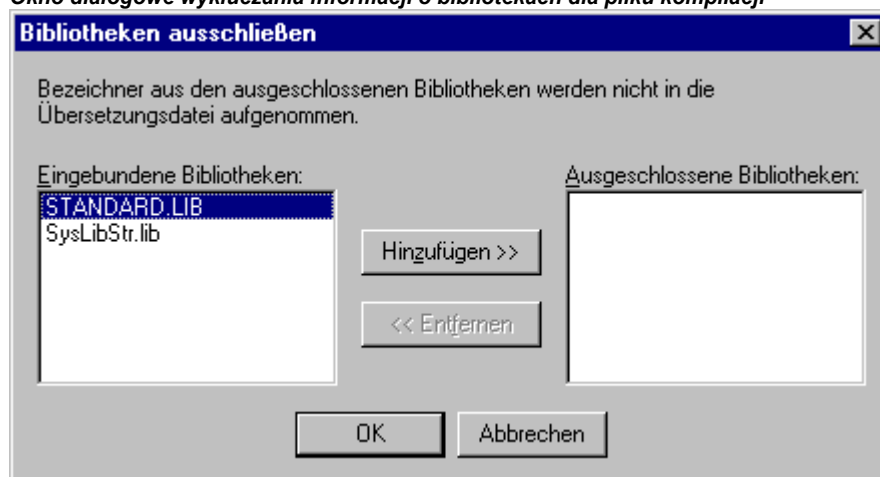 Okno dialogowe wykluczania informacji o bibliotekach dla pliku kompilacji
Bibliotheken ausschließen
Bezeichner aus den ausgeschlossenen Bibliotheken werden nicht in die
Übersetzungsdatei aufgenommen.
Eingebundene Bibliotheken:
Ausgeschlossene Bibliotheken:
STANDARD.LIB
SysLibStr.lib
Hinzufügen >>
<< Entfernen
OK
Abbrechen